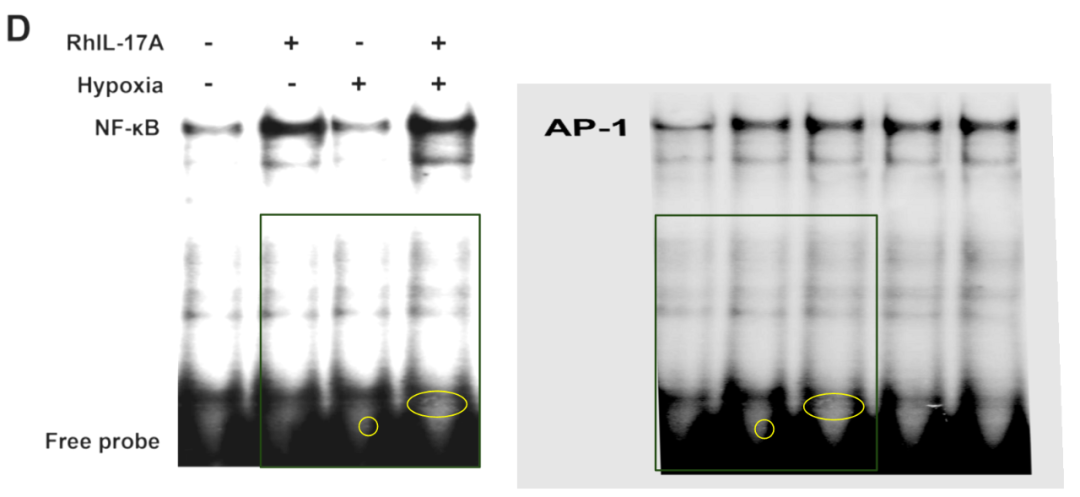 D
RhIL-17A - + - +
Hypoxia - - + +
NF-κB
AP-1
Free probe